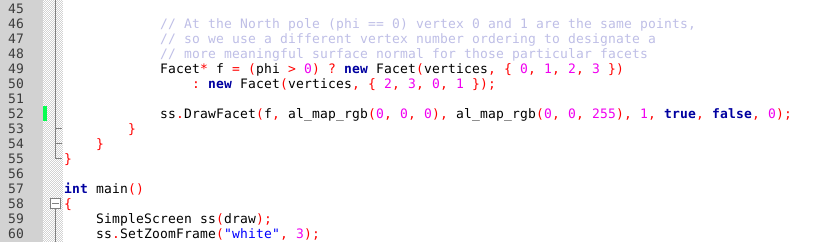 45
46 // At the North pole (phi == 0) vertex 0 and 1 are the same points,
47 // so we use a different vertex number ordering to designate a
48 // more meaningful surface normal for those particular facets
49 Facet* f = (phi > 0) ? new Facet(vertices, { 0, 1, 2, 3 })
50 : new Facet(vertices, { 2, 3, 0, 1 });
51
52 ss.DrawFacet(f, al_map_rgb(0, 0, 0), al_map_rgb(0, 0, 255), 1, true, false, 0);
53 }
54 }
55 }
56
57 int main()
58 {
59 SimpleScreen ss(draw);
60 ss.SetZoomFrame("white", 3);